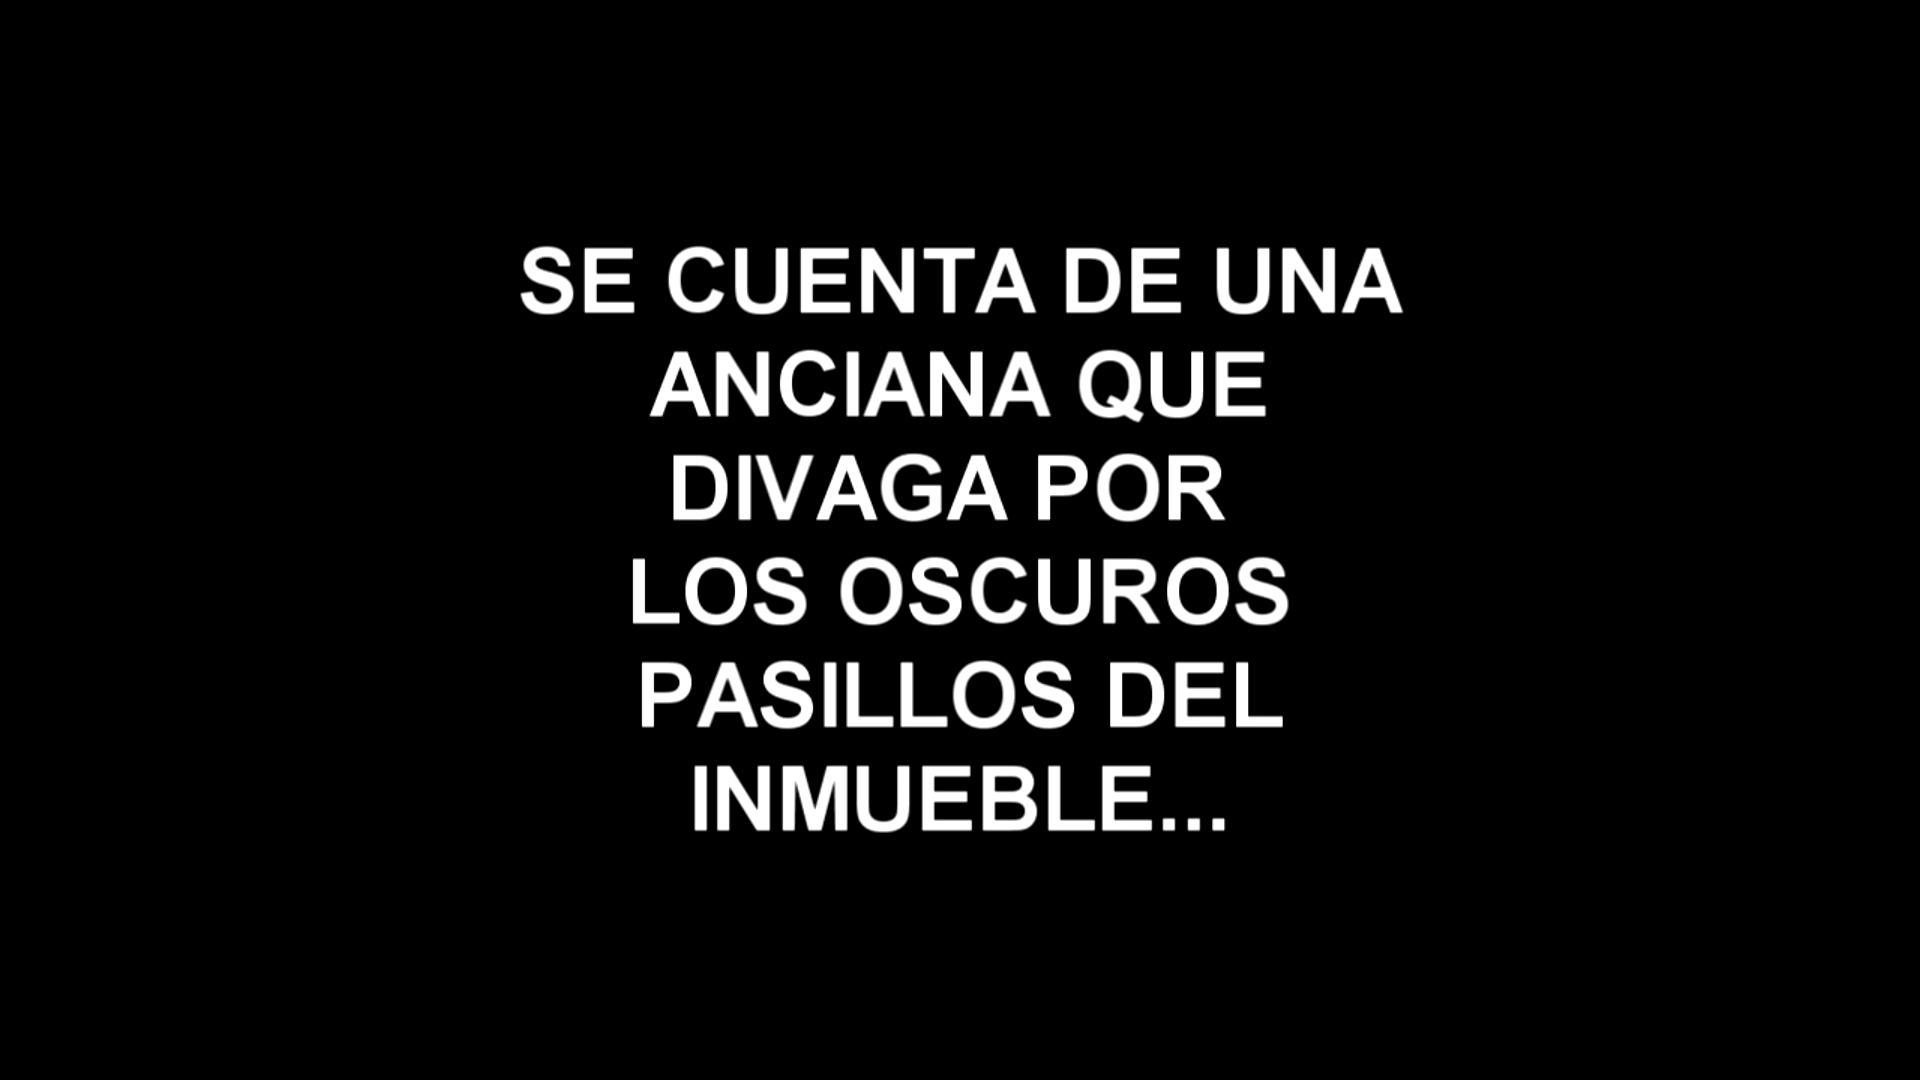 SE CUENTA DE UNA
ANCIANA QUE
DIVAGA POR
LOS OSCUROS
PASILLOS DEL
INMUEBLE...